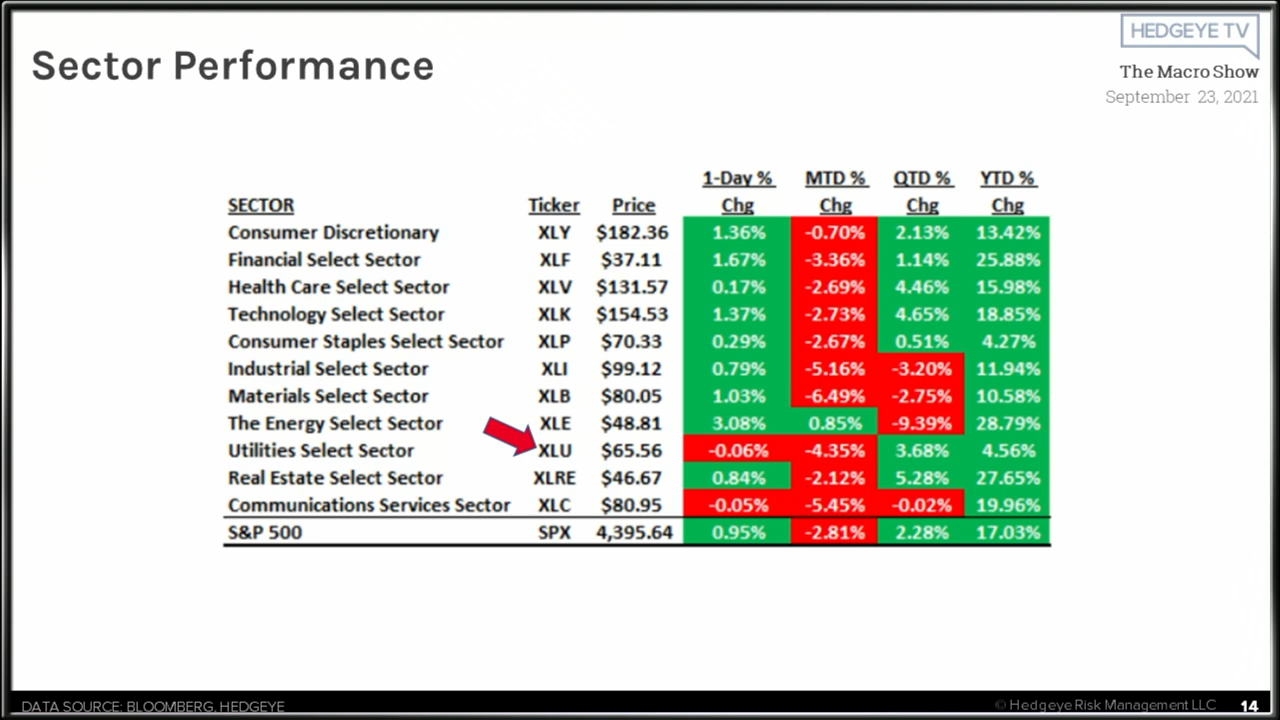 HEDGEYE TV
Sector Performance
The Macro Show
September 23, 2021
1-Day % MTD % QTD % YTD %
SECTOR Ticker Price Chg Chg Chg Chg
Consumer Discretionary XLY $182.36 1.36% -0.70% 2.13% 13.42%
Financial Select Sector XLF $37.11 1.67% -3.36% 1.14% 25.88%
Health Care Select Sector XLV $131.57 0.17% -2.69% 4.46% 15.98%
Technology Select Sector XLK $154.53 1.37% -2.73% 4.65% 18.85%
Consumer Staples Select Sector XLP $70.33 0.29% -2.67% 0.51% 4.27%
Industrial Select Sector XLI $99.12 0.79% -5.16% -3.20% 11.94%
Materials Select Sector XLB $80.05 1.03% -6.49% -2.75% 10.58%
The Energy Select Sector XLE $48.81 3.08% 0.85% -9.39% 28.79%
Utilities Select Sector XLU $65.56 -0.06% -4.35% 3.68% 4.56%
Real Estate Select Sector XLRE $46.67 0.84% -2.12% 5.28% 27.65%
Communications Services Sector XLC $80.95 -0.05% -5.45% -0.02% 19.96%
S&P 500 SPX 4,395.64 0.95% -2.81% 2.28% 17.03%
DATA SOURCE: BLOOMBERG, HEDGEYE
© Hedgeye Risk Management LLC 14